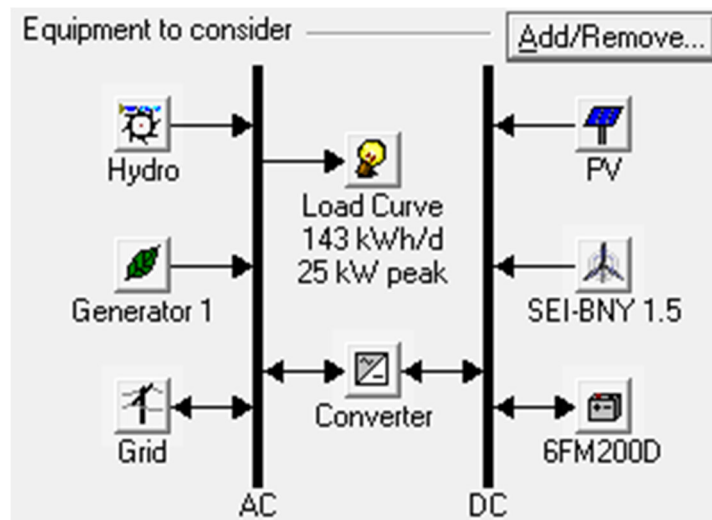 Equipment to consider
Add/Remove...
Hydro
Load Curve
143 kWh/d
25 kW peak
PV
Generator 1
SEI-BNY 1.5
Grid
Converter
6FM200D
AC
DC